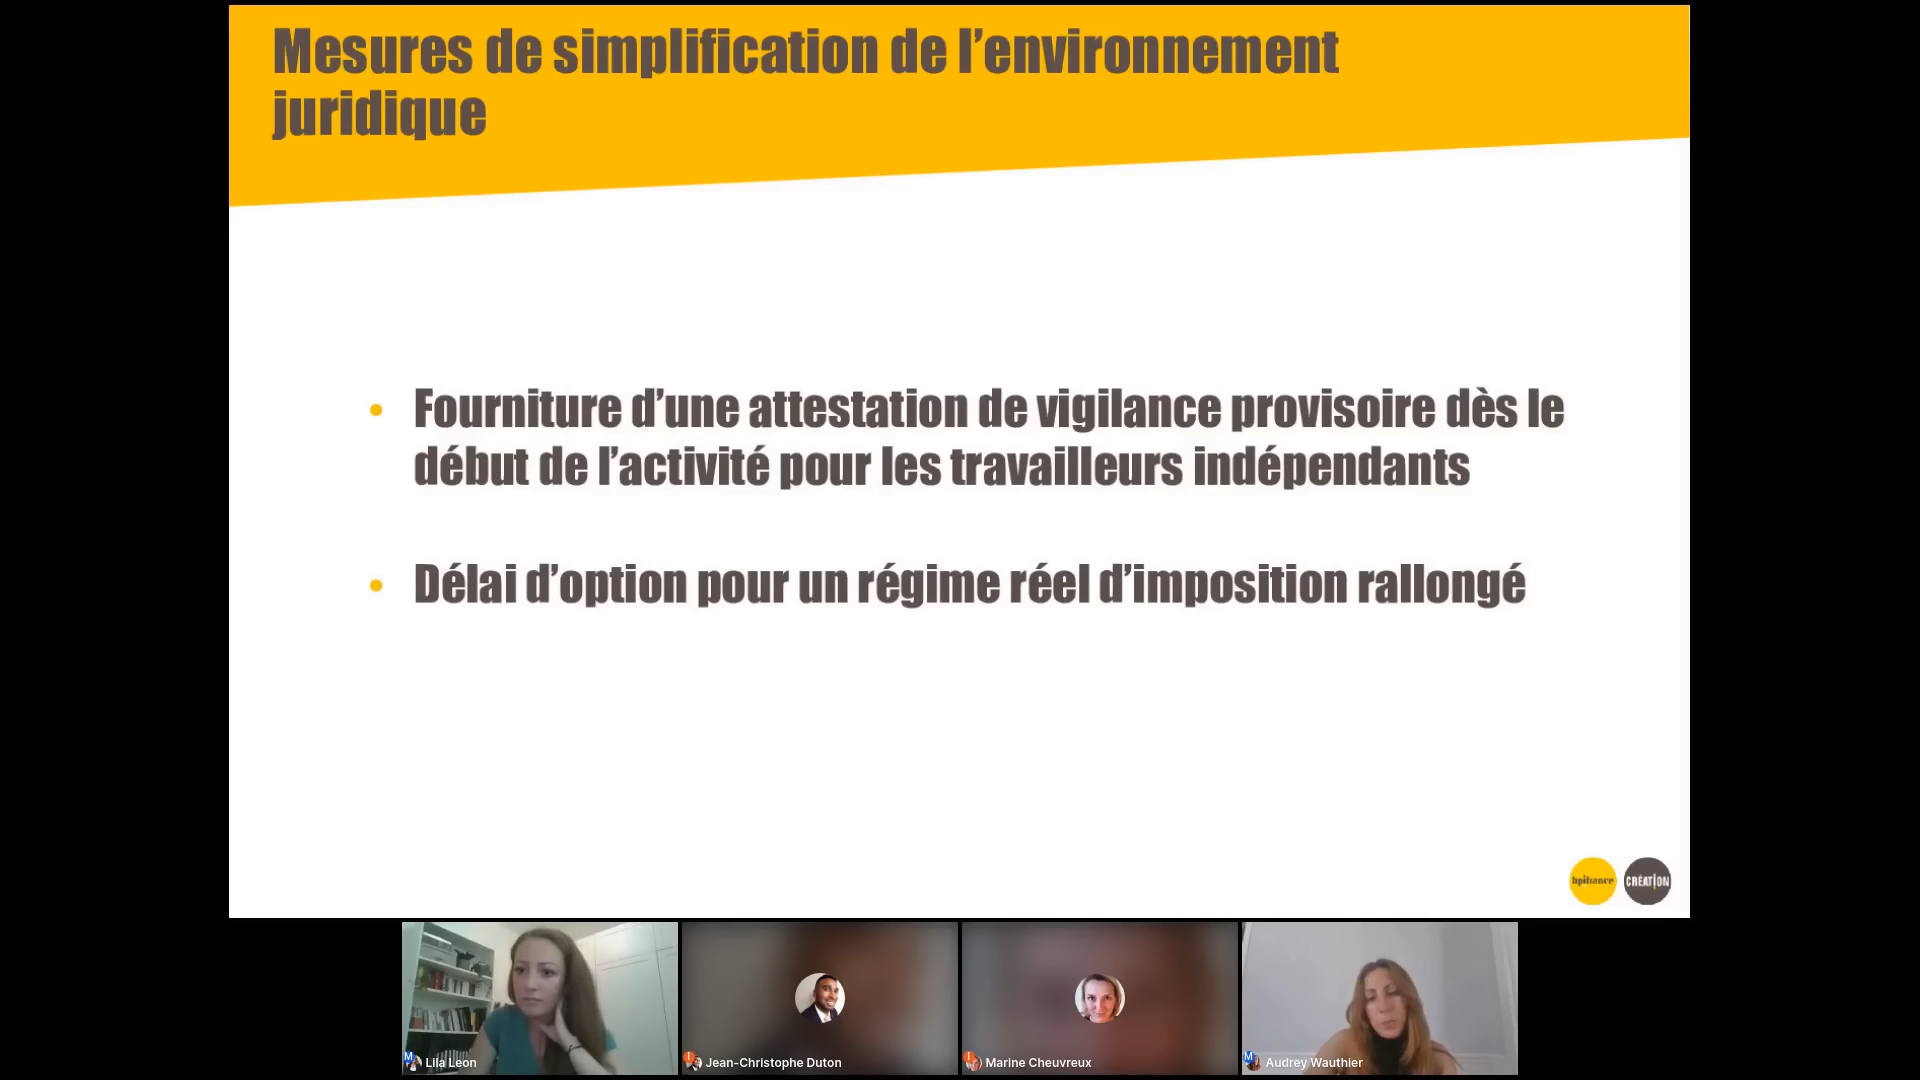 Mesures de simplification de l’environnement
juridique
• Fourniture d’une attestation de vigilance provisoire dès le
début de l’activité pour les travailleurs indépendants
• Délai d’option pour un régime réel d’imposition rallongé
bpifrance CRÉATION
M Lila Leon
I Jean-Christophe Duton
I Marine Cheuvreux
M Audrey Wauthier